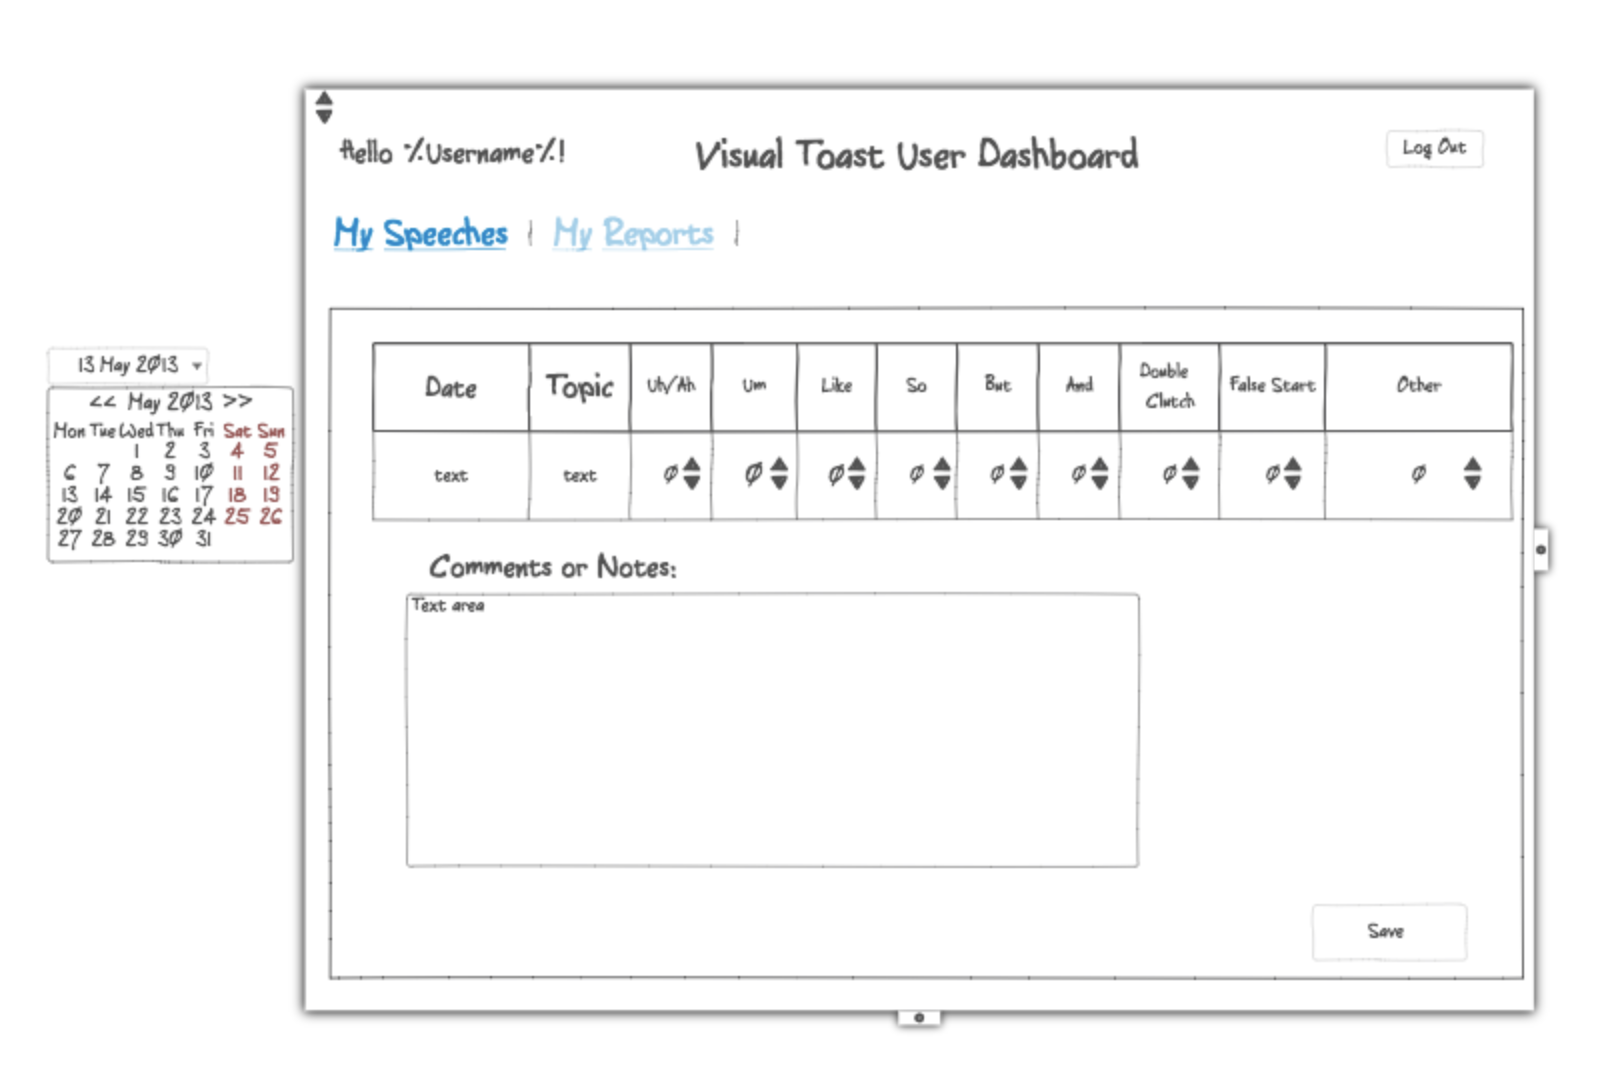 Hello %Username%!
Visual Toast User Dashboard
Log Out
My Speeches | My Reports |
13 May 2013
<< May 2013 >>
Mon Tue Wed Thu Fri Sat Sun
1 2 3 4 5
6 7 8 9 10 11 12
13 14 15 16 17 18 19
20 21 22 23 24 25 26
27 28 29 30 31
Date Topic Uh/Ah Um Like So But And Double Clutch False Start Other
text text 0 0 0 0 0 0 0 0 0
Comments or Notes:
Text area
Save